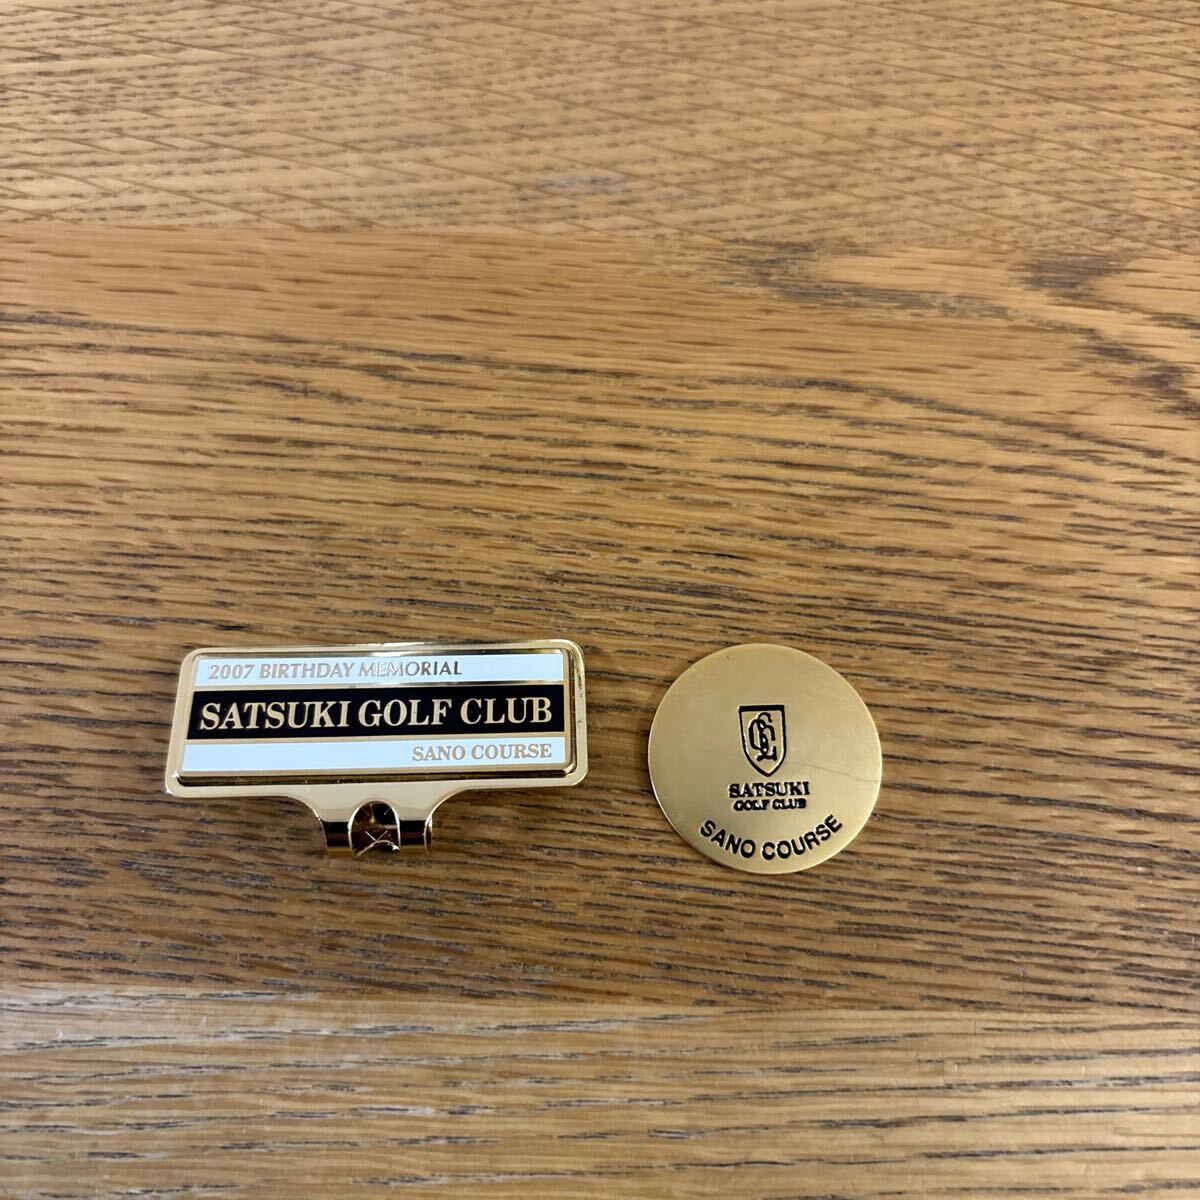 2007 BIRTHDAY MEMORIAL
SATSUKI GOLF CLUB
SANO COURSE
SATSUKI
GOLF CLUB
SANO COURSE